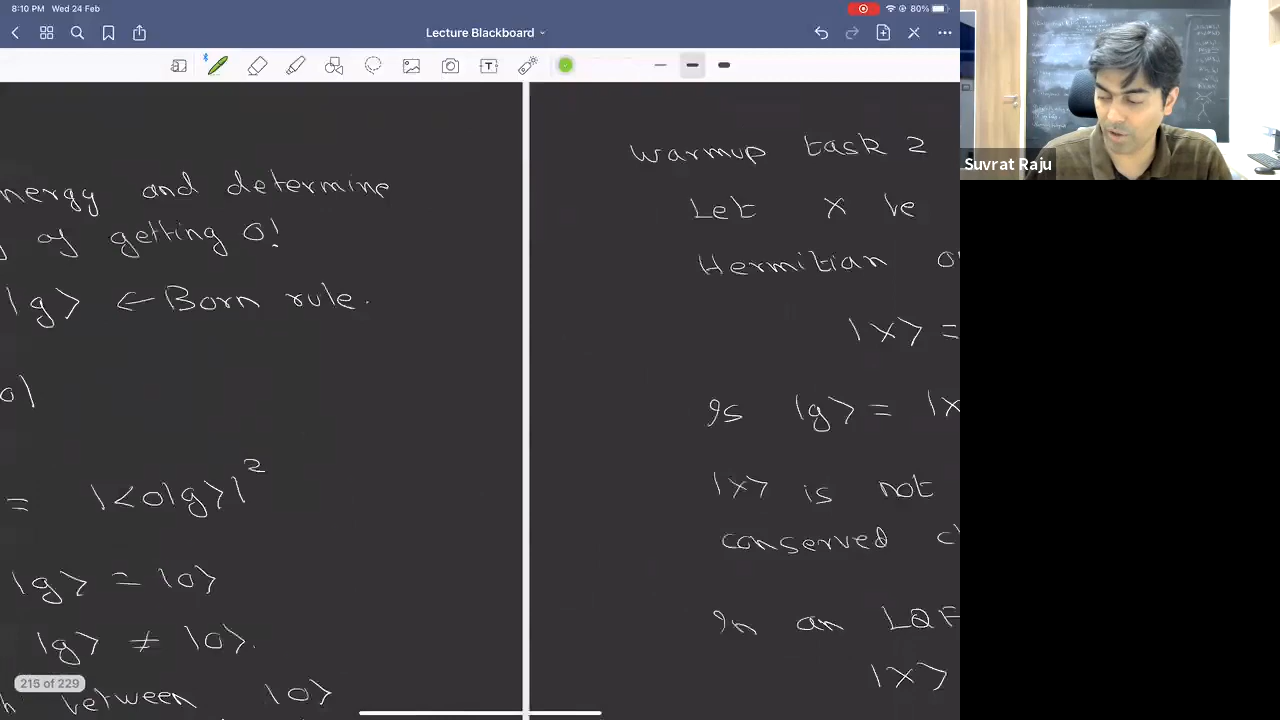 8:10 PM Wed 24 Feb
80%
Lecture Blackboard
T
nergy and determine
of getting 0!
|g> ← Born rule.
0|
= |<0|g>|²
|g> = |0>
|g> ≠ |0>.
between |0>
215 of 229
warmup task 2
Let X be
Hermitian o
|X> =
Is |g> = |X
|X> is not
conserved c
In an LQF
|X>
Suvrat Raju